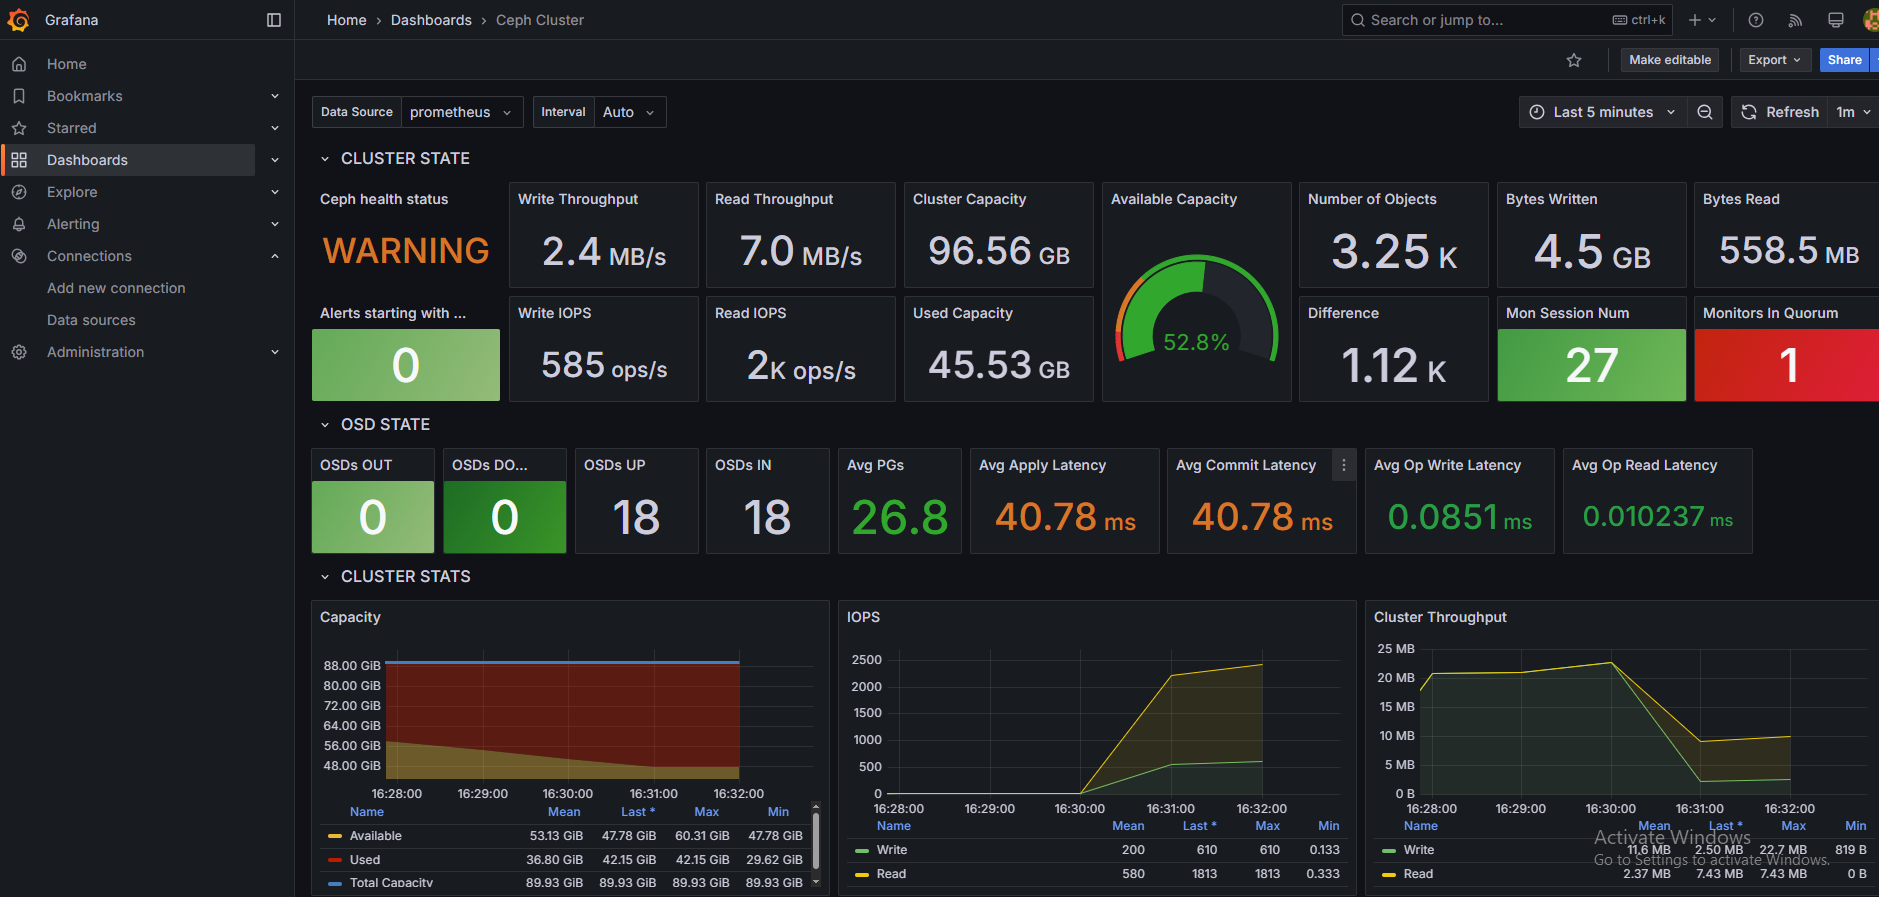 Grafana
Home › Dashboards › Ceph Cluster
Search or jump to...
ctrl+k
Make editable
Export
Share
Home
Bookmarks
Starred
Dashboards
Explore
Alerting
Connections
Add new connection
Data sources
Administration
Data Source prometheus
Interval Auto
Last 5 minutes
Refresh 1m
CLUSTER STATE
Ceph health status
WARNING
Write Throughput
2.4 MB/s
Read Throughput
7.0 MB/s
Cluster Capacity
96.56 GB
Available Capacity
52.8%
Number of Objects
3.25 K
Bytes Written
4.5 GB
Bytes Read
558.5 MB
Alerts starting with ...
0
Write IOPS
585 ops/s
Read IOPS
2K ops/s
Used Capacity
45.53 GB
Difference
1.12 K
Mon Session Num
27
Monitors In Quorum
1
OSD STATE
OSDs OUT
0
OSDs DO...
0
OSDs UP
18
OSDs IN
18
Avg PGs
26.8
Avg Apply Latency
40.78 ms
Avg Commit Latency
40.78 ms
Avg Op Write Latency
0.0851 ms
Avg Op Read Latency
0.010237 ms
CLUSTER STATS
Capacity
88.00 GiB
80.00 GiB
72.00 GiB
64.00 GiB
56.00 GiB
48.00 GiB
16:28:00 16:29:00 16:30:00 16:31:00 16:32:00
Name Mean Last * Max Min
Available 53.13 GiB 47.78 GiB 60.31 GiB 47.78 GiB
Used 36.80 GiB 42.15 GiB 42.15 GiB 29.62 GiB
Total Capacity 89.93 GiB 89.93 GiB 89.93 GiB 89.93 GiB
IOPS
2500
2000
1500
1000
500
0
16:28:00 16:29:00 16:30:00 16:31:00 16:32:00
Name Mean Last * Max Min
Write 200 610 610 0.133
Read 580 1813 1813 0.333
Cluster Throughput
25 MB
20 MB
15 MB
10 MB
5 MB
0 B
16:28:00 16:29:00 16:30:00 16:31:00 16:32:00
Name Mean Last * Max Min
Write 11.6 MB 2.50 MB 22.7 MB 819 B
Read 2.37 MB 7.43 MB 7.43 MB 0 B
Activate Windows
Go to Settings to activate Windows.